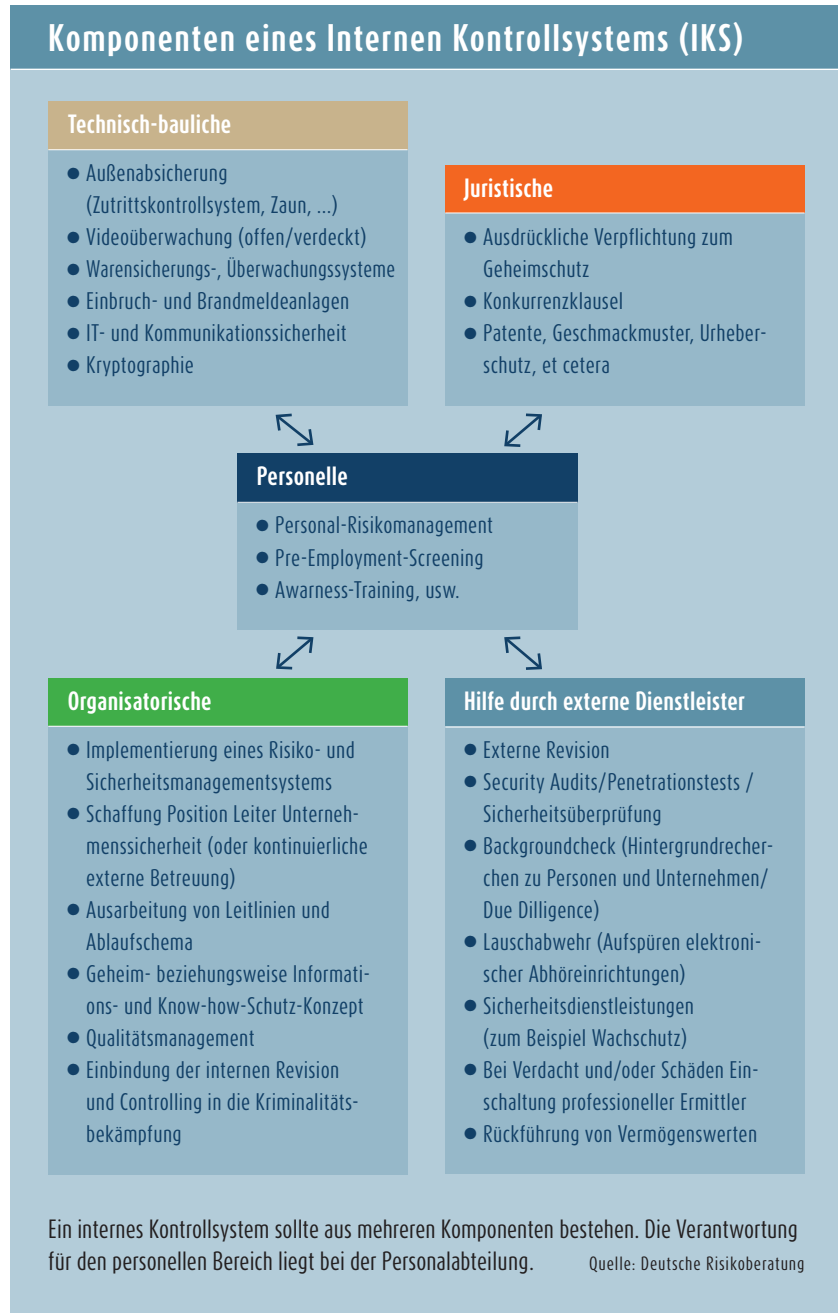 Komponenten eines Internen Kontrollsystems (IKS)
Technisch-bauliche
● Außenabsicherung
(Zutrittskontrollsystem, Zaun, ...)
● Videoüberwachung (offen/verdeckt)
● Warensicherungs-, Überwachungssysteme
● Einbruch- und Brandmeldeanlagen
● IT- und Kommunikationssicherheit
● Kryptographie
Juristische
● Ausdrückliche Verpflichtung zum
Geheimschutz
● Konkurrenzklausel
● Patente, Geschmackmuster, Urheber-
schutz, et cetera
Personelle
● Personal-Risikomanagement
● Pre-Employment-Screening
● Awarness-Training, usw.
Organisatorische
● Implementierung eines Risiko- und
Sicherheitsmanagementsystems
● Schaffung Position Leiter Unterneh-
menssicherheit (oder kontinuierliche
externe Betreuung)
● Ausarbeitung von Leitlinien und
Ablaufschema
● Geheim- beziehungsweise Informati-
ons- und Know-how-Schutz-Konzept
● Qualitätsmanagement
● Einbindung der internen Revision
und Controlling in die Kriminalitäts-
bekämpfung
Hilfe durch externe Dienstleister
● Externe Revision
● Security Audits/Penetrationstests /
Sicherheitsüberprüfung
● Backgroundcheck (Hintergrundrecher-
chen zu Personen und Unternehmen/
Due Dilligence)
● Lauschabwehr (Aufspüren elektroni-
scher Abhöreinrichtungen)
● Sicherheitsdienstleistungen
(zum Beispiel Wachschutz)
● Bei Verdacht und/oder Schäden Ein-
schaltung professioneller Ermittler
● Rückführung von Vermögenswerten
Ein internes Kontrollsystem sollte aus mehreren Komponenten bestehen. Die Verantwortung
für den personellen Bereich liegt bei der Personalabteilung. Quelle: Deutsche Risikoberatung